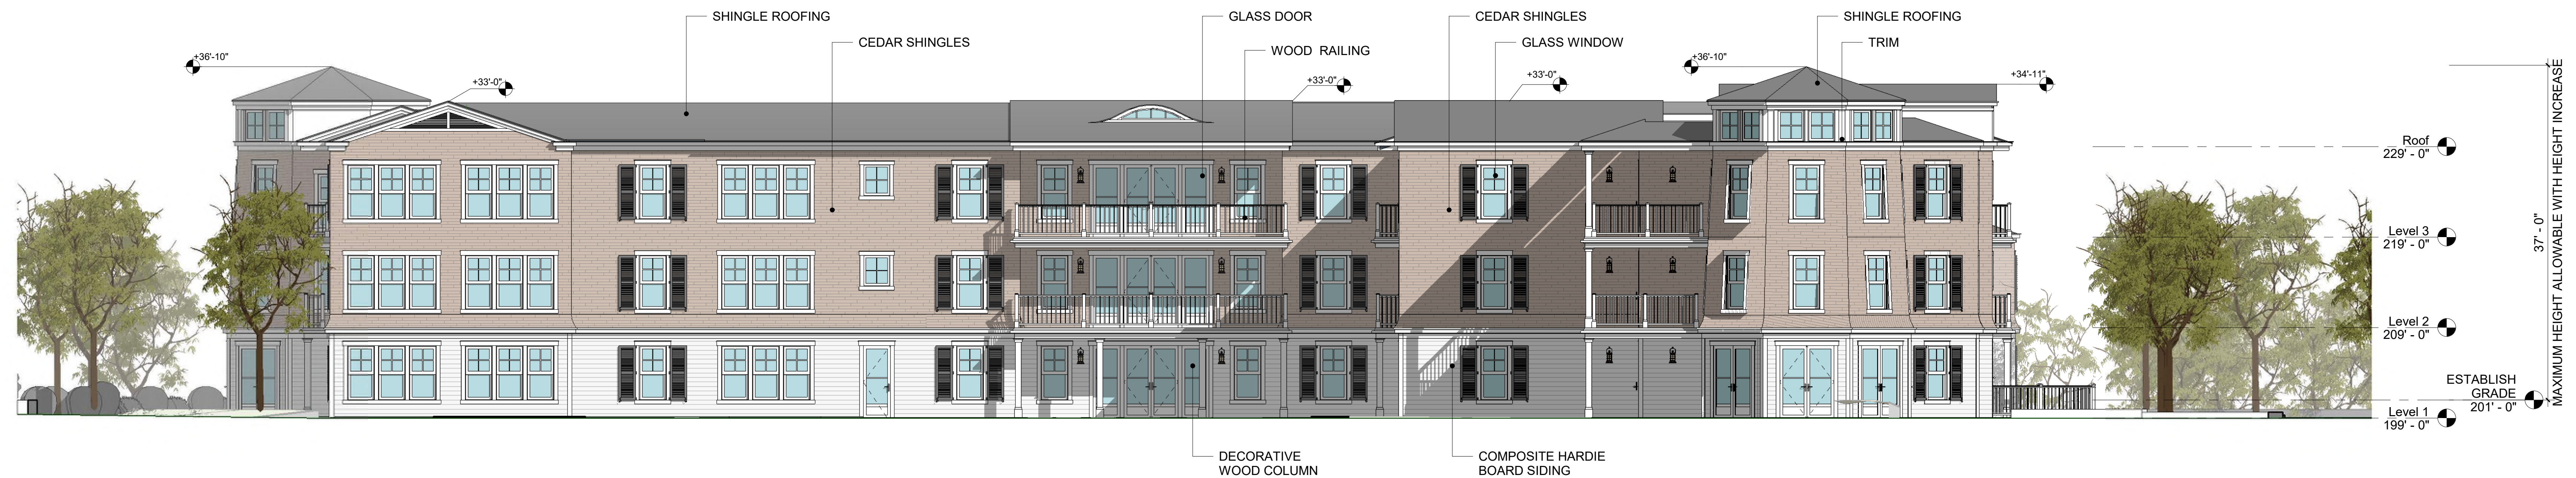 SHINGLE ROOFING
GLASS DOOR
CEDAR SHINGLES
SHINGLE ROOFING
CEDAR SHINGLES
WOOD RAILING
GLASS WINDOW
TRIM
+36'-10"
+33'-0"
+33'-0"
+33'-0"
+36'-10"
+34'-11"
Roof
229' - 0"
Level 3
219' - 0"
Level 2
209' - 0"
ESTABLISH
GRADE
201' - 0"
Level 1
199' - 0"
37' - 0"
MAXIMUM HEIGHT ALLOWABLE WITH HEIGHT INCREASE
DECORATIVE
WOOD COLUMN
COMPOSITE HARDIE
BOARD SIDING